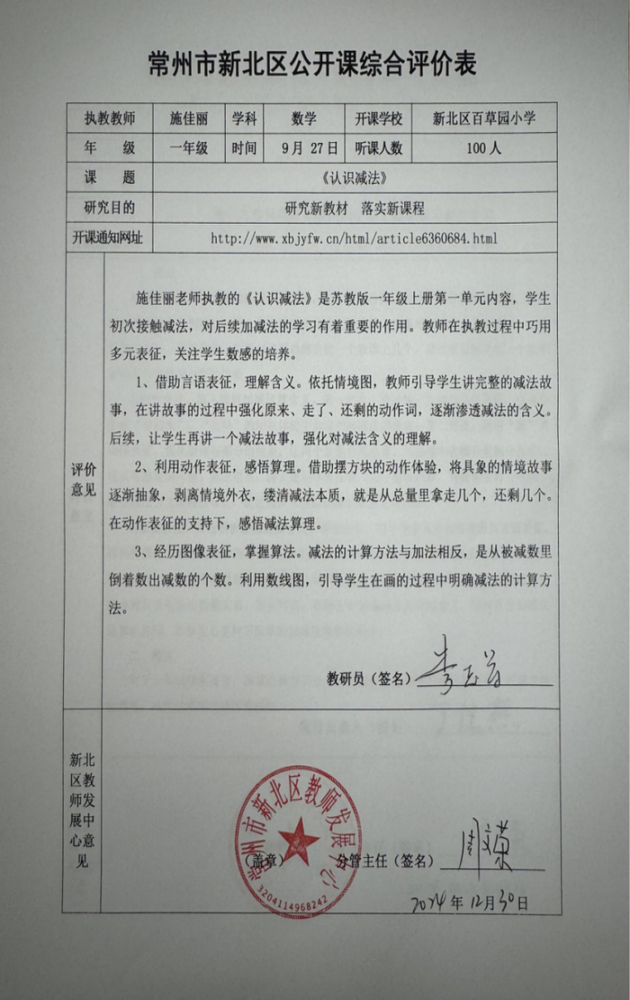 常州市新北区公开课综合评价表
执教教师 施佳丽 学科 数学 开课学校 新北区百草园小学
年 级 一年级 时间 9月 27日 听课人数 100人
课 题 《认识减法》
研究目的 研究新教材 落实新课程
开课通知网址 http://www.xbjyfw.cn/html/article6360684.html
评价
意见
施佳丽老师执教的《认识减法》是苏教版一年级上册第一单元内容，学生
初次接触减法，对后续加减法的学习有着重要的作用。教师在执教过程中巧用
多元表征，关注学生数感的培养。
1、借助言语表征，理解含义。依托情境图，教师引导学生讲完整的减法故
事，在讲故事的过程中强化原来、走了、还剩的动作词，逐渐渗透减法的含义。
后续，让学生再讲一个减法故事，强化对减法含义的理解。
2、利用动作表征，感悟算理。借助摆方块的动作体验，将具象的情境故事
逐渐抽象，剥离情境外衣，缕清减法本质，就是从总量里拿走几个，还剩几个。
在动作表征的支持下，感悟减法算理。
3、经历图像表征，掌握算法。减法的计算方法与加法相反，是从被减数里
倒着数出减数的个数。利用数线图，引导学生在画的过程中明确减法的计算方
法。
教研员（签名）
新北
区教
师发
展中
心意
见
常州市新北区教师发展中心
3204114968242
（盖章） 分管主任（签名）
2024年12月30日